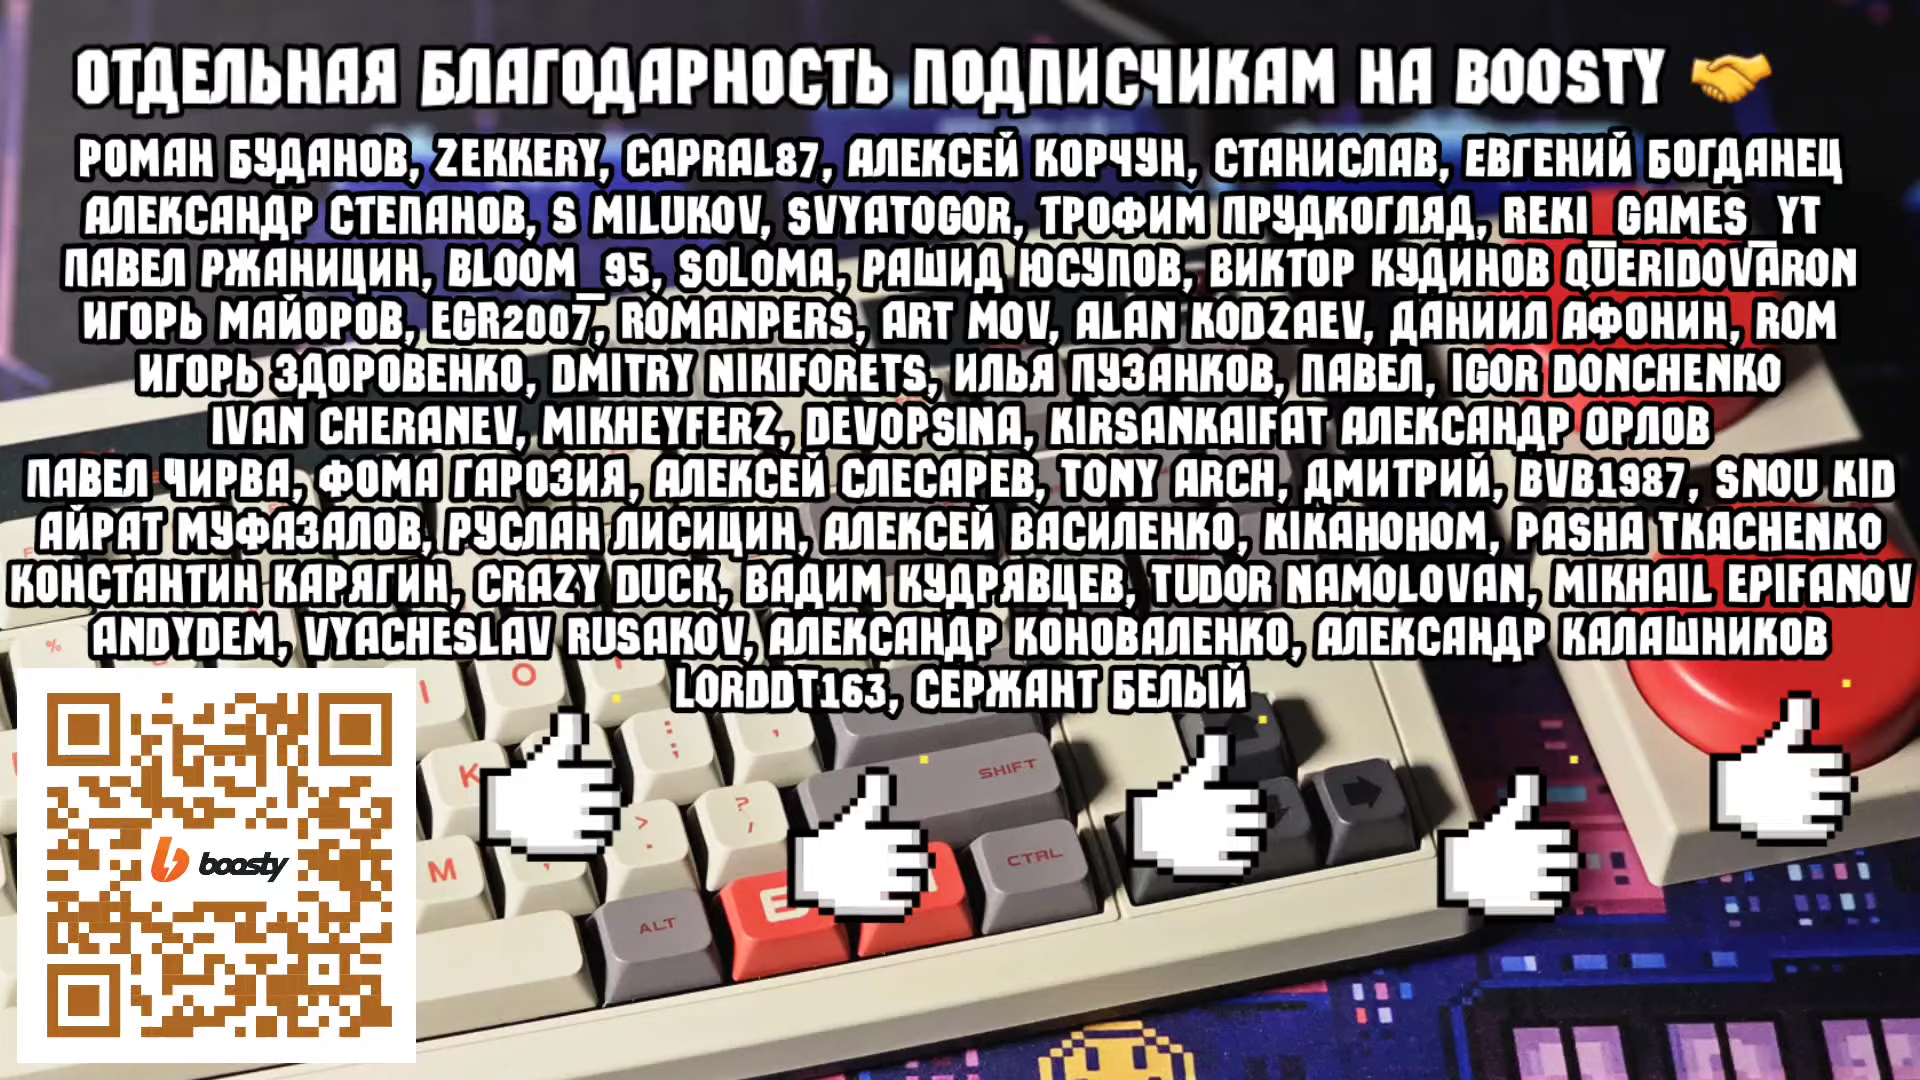 ОТДЕЛЬНАЯ БЛАГОДАРНОСТЬ ПОДПИСЧИКАМ НА BOOSTY 🤝
РОМАН БУДАНОВ, ZEKKERY, CAPRAL87, АЛЕКСЕЙ КОРЧУН, СТАНИСЛАВ, ЕВГЕНИЙ БОГДАНЕЦ
АЛЕКСАНДР СТЕПАНОВ, S MILUKOV, SVYATOGOR, ТРОФИМ ПРУДКОГЛЯД, REKI_GAMES_YT
ПАВЕЛ РЖАНИЦИН, BLOOM_95, SOLOMA, РАШИД ЮСУПОВ, ВИКТОР КУДИНОВ QUERIDOVARON
ИГОРЬ МАЙОРОВ, EGR2007, ROMANPERS, ART MOV, ALAN KODZAEV, ДАНИИЛ АФОНИН, ROM
ИГОРЬ ЗДОРОВЕНКО, DMITRY NIKIFORETS, ИЛЬЯ ПУЗАНКОВ, ПАВЕЛ, IGOR DONCHENKO
IVAN CHERANEV, MIKHEYFERZ, DEVOPSINA, KIRSANKAIFAT АЛЕКСАНДР ОРЛОВ
ПАВЕЛ ЧИРВА, ФОМА ГАРОЗИЯ, АЛЕКСЕЙ СЛЕСАРЕВ, TONY ARCH, ДМИТРИЙ, BVB1987, SNOU KID
АЙРАТ МУФАЗАЛОВ, РУСЛАН ЛИСИЦИН, АЛЕКСЕЙ ВАСИЛЕНКО, KIKAHOHOM, PASHA TKACHENKO
КОНСТАНТИН КАРЯГИН, CRAZY DUCK, ВАДИМ КУДРЯВЦЕВ, TUDOR NAMOLOVAN, MIKHAIL EPIFANOV
ANDYDEM, VYACHESLAV RUSAKOV, АЛЕКСАНДР КОНОВАЛЕНКО, АЛЕКСАНДР КАЛАШНИКОВ
LORDDT163, СЕРЖАНТ БЕЛЫЙ
boosty
%
I O
K : ; '
SHIFT
M , > . ? /
CTRL
ALT